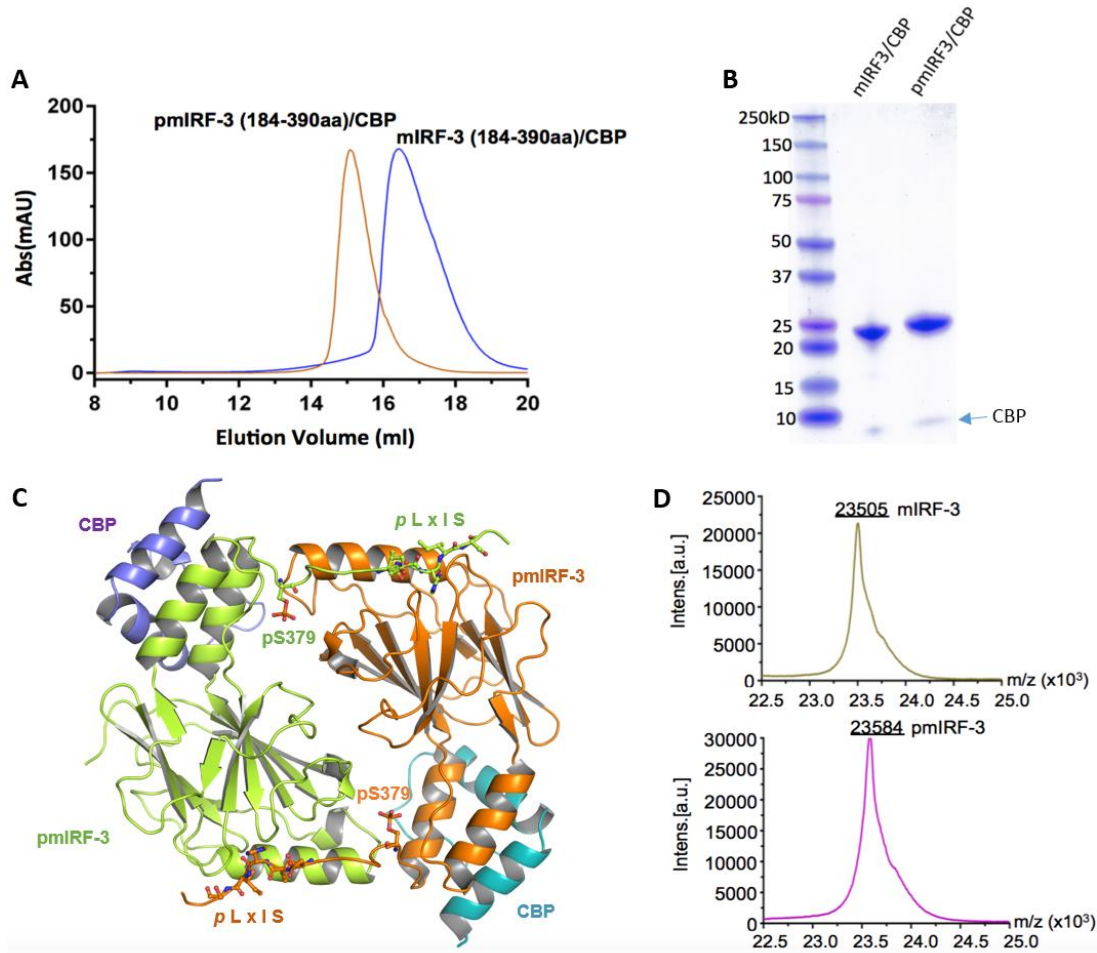 A
200
150
100
50
0
Abs(mAU)
pmIRF-3 (184-390aa)/CBP
mIRF-3 (184-390aa)/CBP
8 10 12 14 16 18 20
Elution Volume (ml)
B
mIRF3/CBP
pmIRF3/CBP
250kD
150
100
75
50
37
25
20
15
10
CBP
C
CBP
p L x I S
pmIRF-3
pS379
pS379
pmIRF-3
p L x I S
CBP
D
25000
20000
15000
10000
5000
0
Intens.[a.u.]
23505 mIRF-3
22.5 23.0 23.5 24.0 24.5 25.0
m/z (x10³)
30000
25000
20000
15000
10000
5000
0
Intens.[a.u.]
23584 pmIRF-3
22.5 23.0 23.5 24.0 24.5 25.0
m/z (x10³)